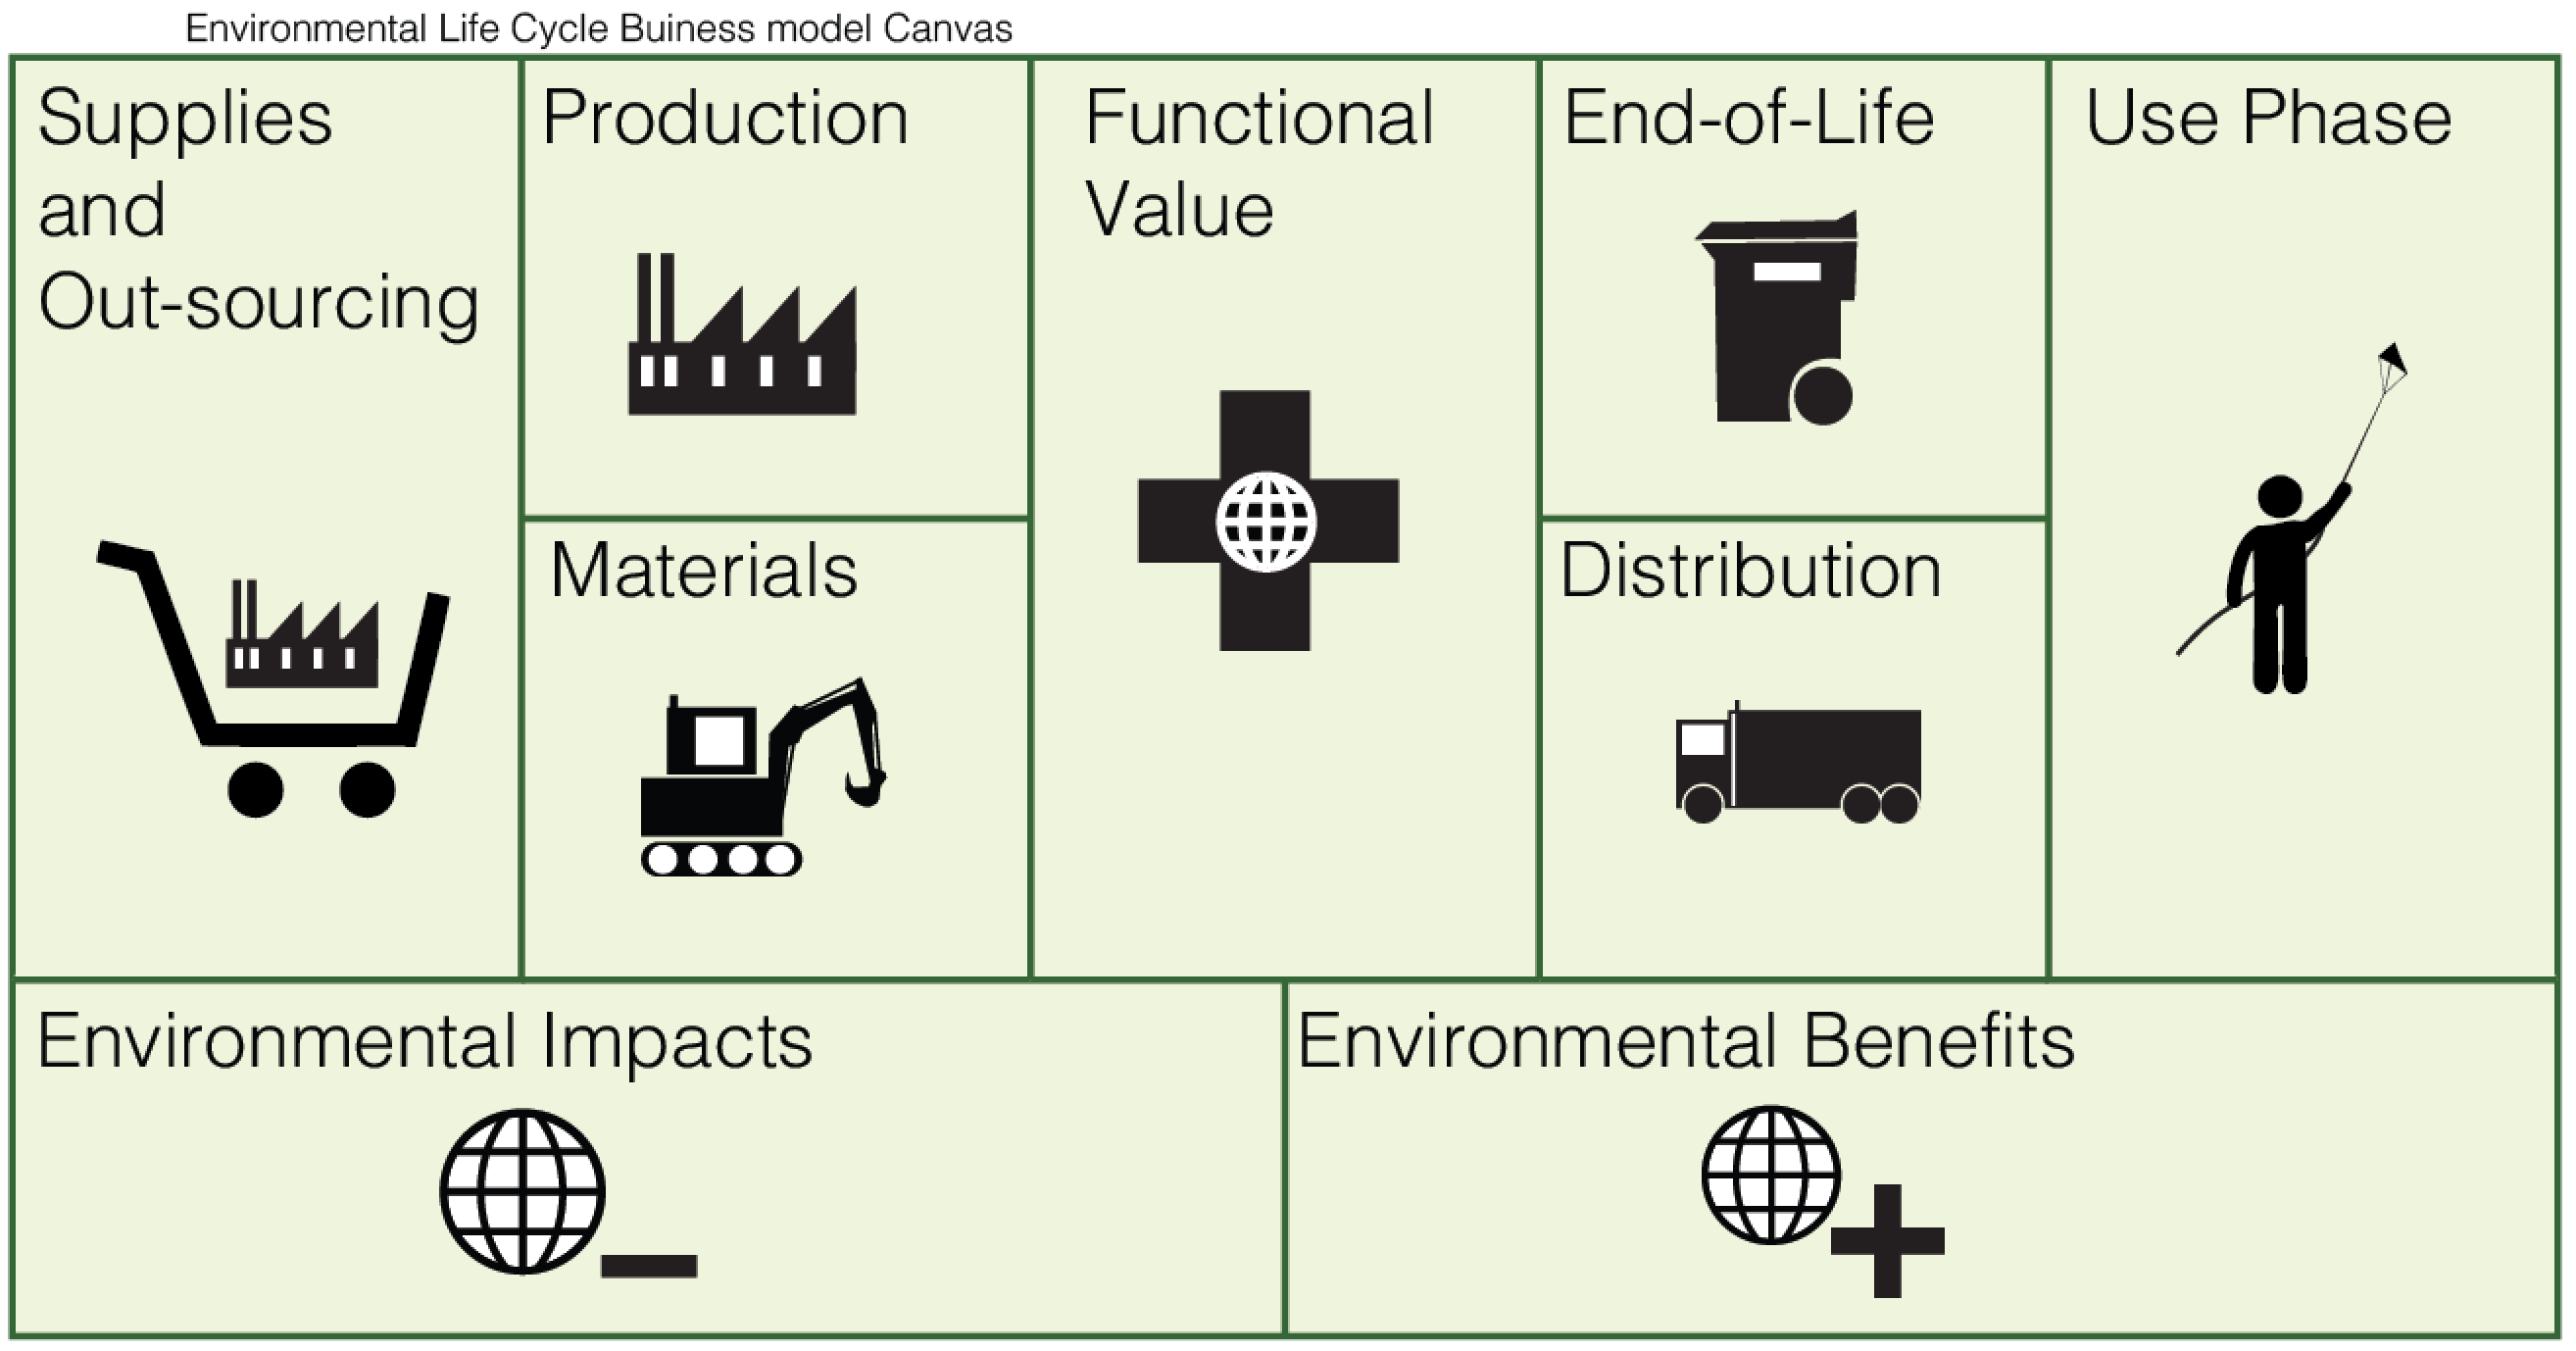 Environmental Life Cycle Buiness model Canvas
Supplies
and
Out-sourcing
Production
Materials
Functional
Value
End-of-Life
Distribution
Use Phase
Environmental Impacts
Environmental Benefits